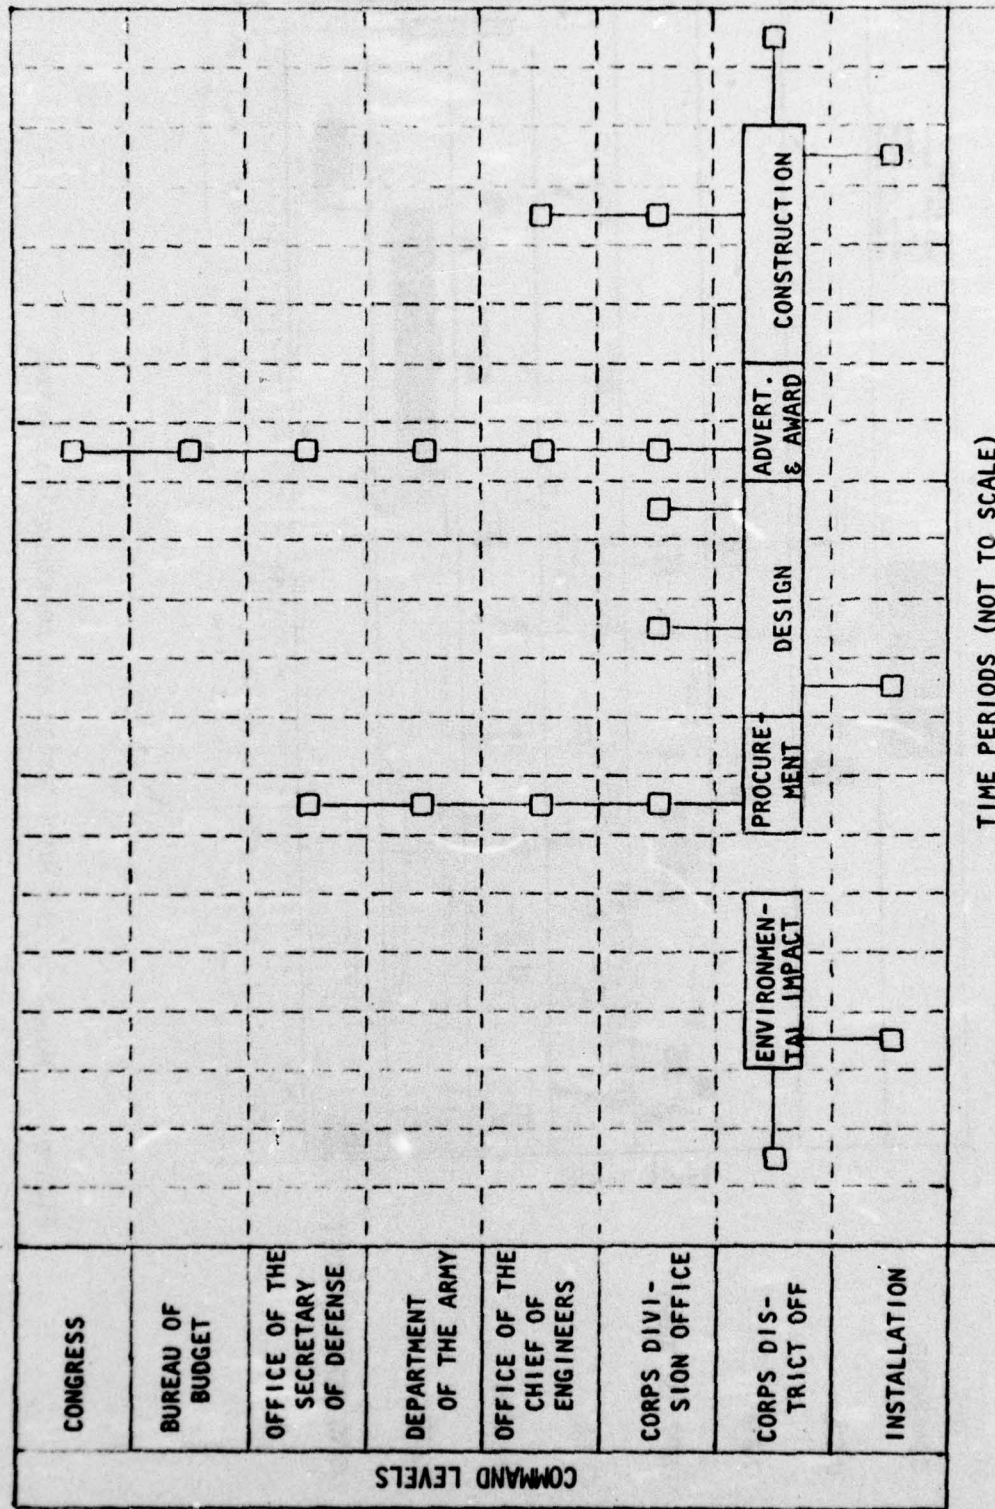 COMMAND LEVELS
CONGRESS
BUREAU OF
BUDGET
OFFICE OF THE
SECRETARY
OF DEFENSE
DEPARTMENT
OF THE ARMY
OFFICE OF THE
CHIEF OF
ENGINEERS
CORPS DIVI-
SION OFFICE
CORPS DIS-
TRICT OFF
INSTALLATION
ENVIRONMEN-
TAL IMPACT
PROCURE-
MENT
DESIGN
ADVERT.
& AWARD
CONSTRUCTION
TIME PERIODS (NOT TO SCALE)